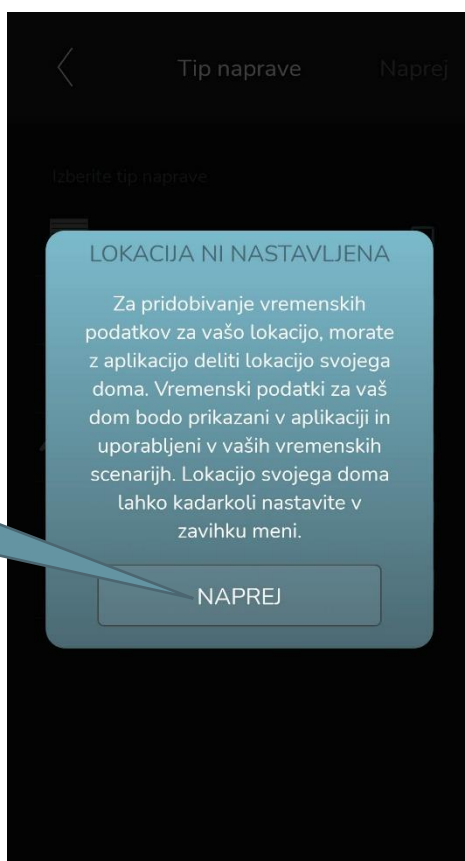 Tip naprave Naprej
Izberite tip naprave
LOKACIJA NI NASTAVLJENA
Za pridobivanje vremenskih
podatkov za vašo lokacijo, morate
z aplikacijo deliti lokacijo svojega
doma. Vremenski podatki za vaš
dom bodo prikazani v aplikaciji in
uporabljeni v vaših vremenskih
scenarijh. Lokacijo svojega doma
lahko kadarkoli nastavite v
zavihku meni.
NAPREJ